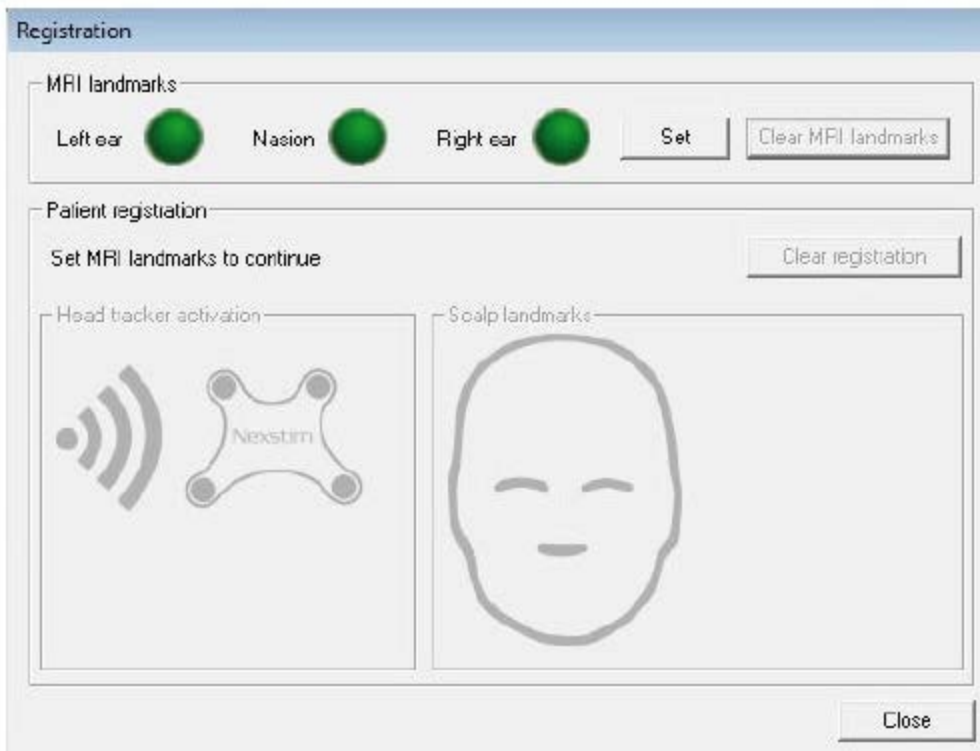 Registration
MRI landmarks
Left ear
Nasion
Right ear
Set
Clear MRI landmarks
Patient registration
Set MRI landmarks to continue
Clear registration
Head tracker activation
Scalp landmarks
Nexstim
Close